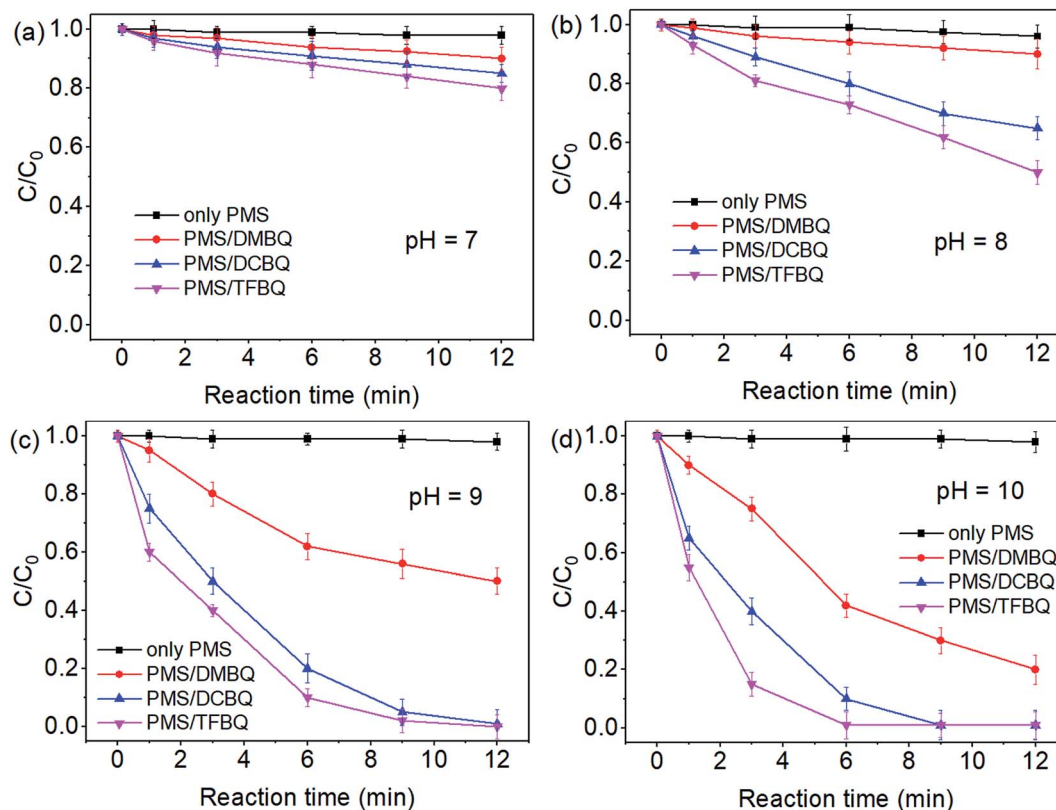 (a)
1.0
0.8
0.6
0.4
0.2
0.0
C/C0
only PMS
PMS/DMBQ
PMS/DCBQ
PMS/TFBQ
pH = 7
0 2 4 6 8 10 12
Reaction time (min)
(b)
1.0
0.8
0.6
0.4
0.2
0.0
C/C0
only PMS
PMS/DMBQ
PMS/DCBQ
PMS/TFBQ
pH = 8
0 2 4 6 8 10 12
Reaction time (min)
(c)
1.0
0.8
0.6
0.4
0.2
0.0
C/C0
pH = 9
only PMS
PMS/DMBQ
PMS/DCBQ
PMS/TFBQ
0 2 4 6 8 10 12
Reaction time (min)
(d)
1.0
0.8
0.6
0.4
0.2
0.0
C/C0
pH = 10
only PMS
PMS/DMBQ
PMS/DCBQ
PMS/TFBQ
0 2 4 6 8 10 12
Reaction time (min)